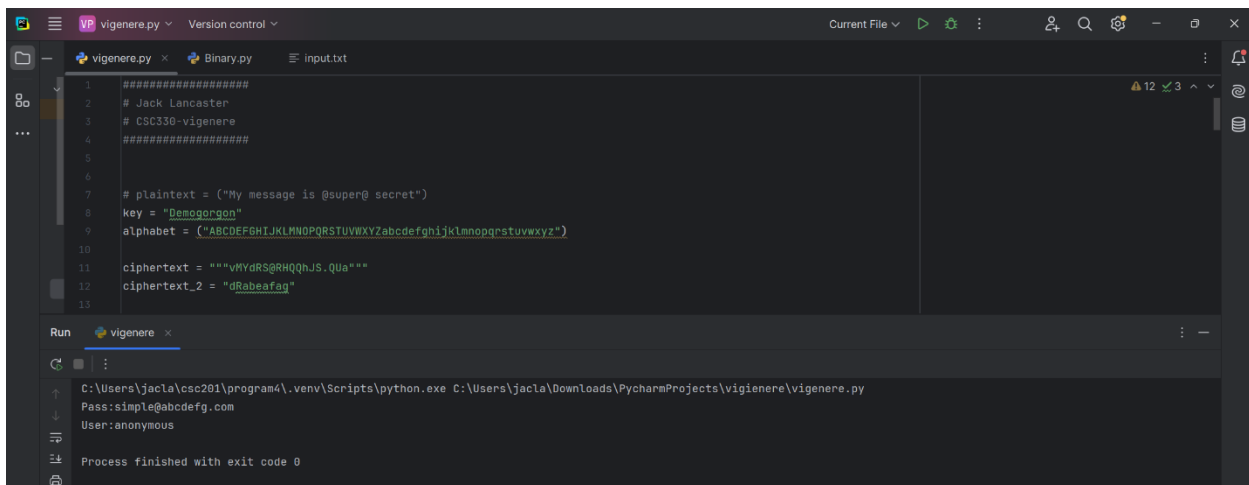 VP vigenere.py Version control Current File
vigenere.py Binary.py input.txt
1 ###################
2 # Jack Lancaster
3 # CSC330-vigenere
4 ###################
5
6
7 # plaintext = ("My message is @super@ secret")
8 key = "Demogorgon"
9 alphabet = ("ABCDEFGHIJKLMNOPQRSTUVWXYZabcdefghijklmnopqrstuvwxyz")
10
11 ciphertext = """vMYdRS@RHQQhJS.QUa"""
12 ciphertext_2 = "dRabeafag"
13
12 3
Run vigenere
C:\Users\jacla\csc201\program4\.venv\Scripts\python.exe C:\Users\jacla\Downloads\PycharmProjects\vigienere\vigenere.py
Pass:simple@abcdefg.com
User:anonymous
Process finished with exit code 0